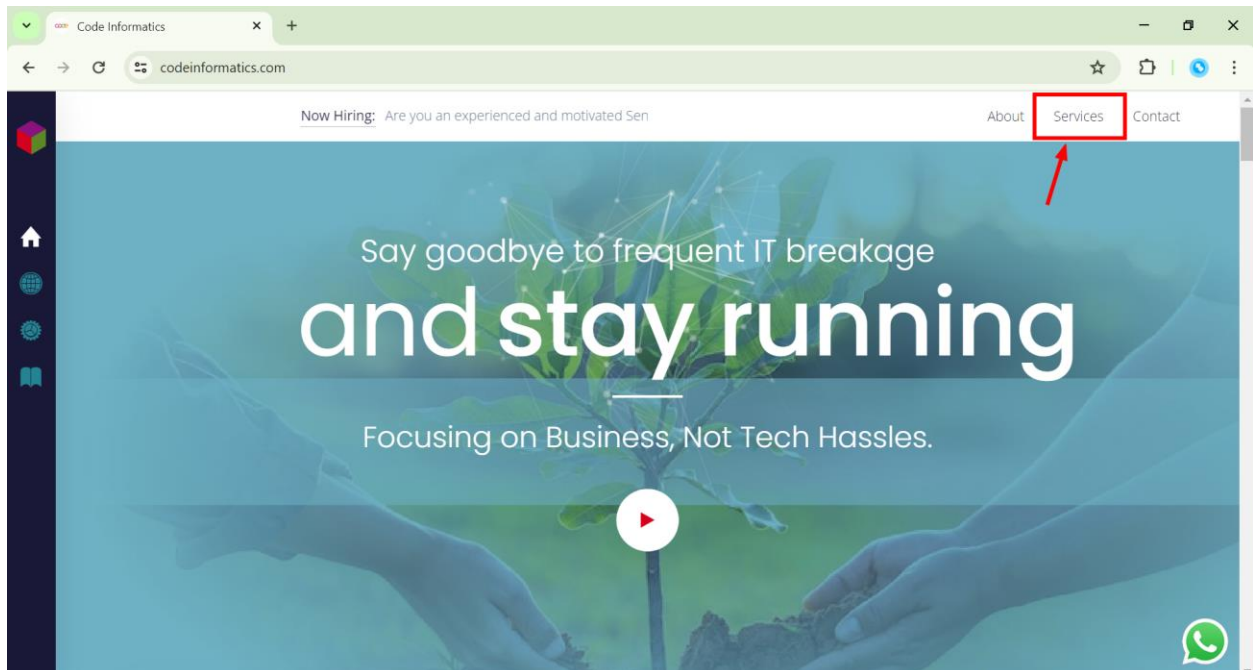 Code Informatics
codeinformatics.com
Now Hiring: Are you an experienced and motivated Sen
About Services Contact
Say goodbye to frequent IT breakage
and stay running
Focusing on Business, Not Tech Hassles.